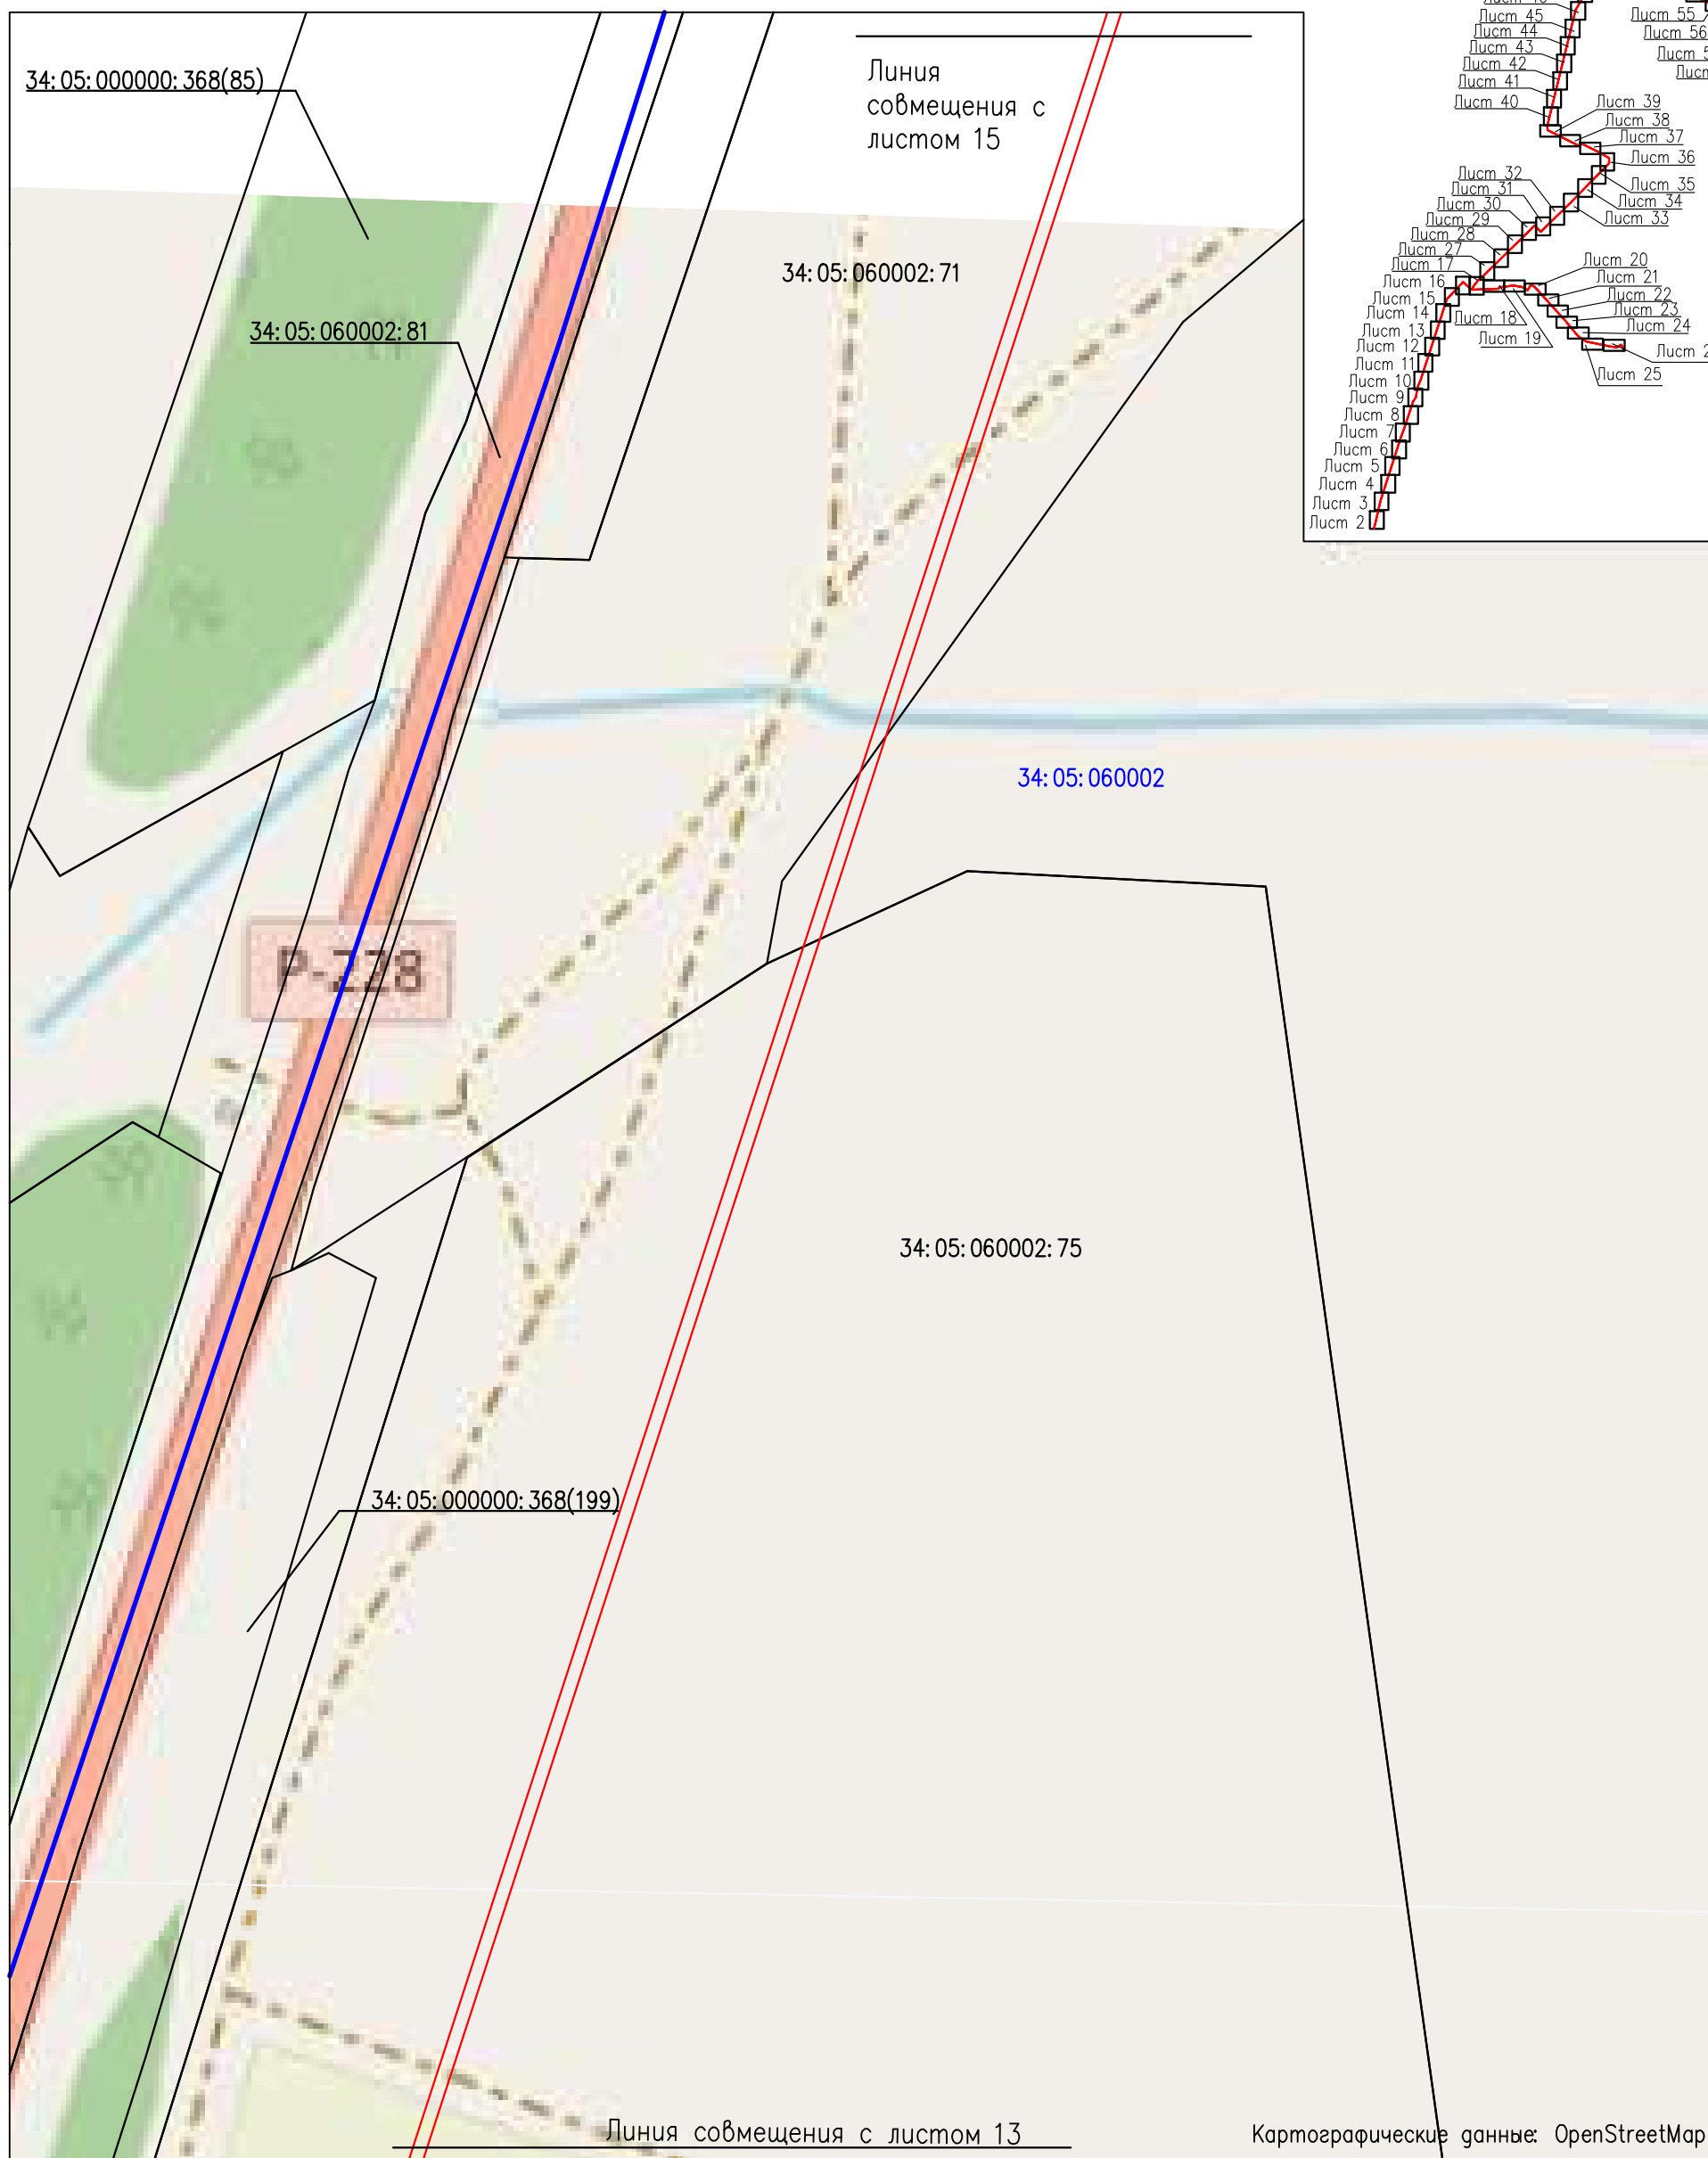 34:05:000000:368(85)
Линия
совмещения с
листом 15
34:05:060002:71
34:05:060002:81
34:05:060002
Р-228
34:05:060002:75
34:05:000000:368(199)
Линия совмещения с листом 13
Картографические данные: OpenStreetMap
Лист 45
Лист 44
Лист 43
Лист 42
Лист 41
Лист 40
Лист 55
Лист 56
Лист 39
Лист 38
Лист 37
Лист 36
Лист 35
Лист 34
Лист 33
Лист 32
Лист 31
Лист 30
Лист 29
Лист 28
Лист 27
Лист 17
Лист 16
Лист 15
Лист 14
Лист 13
Лист 12
Лист 11
Лист 10
Лист 9
Лист 8
Лист 7
Лист 6
Лист 5
Лист 4
Лист 3
Лист 2
Лист 18
Лист 19
Лист 20
Лист 21
Лист 22
Лист 23
Лист 24
Лист 25